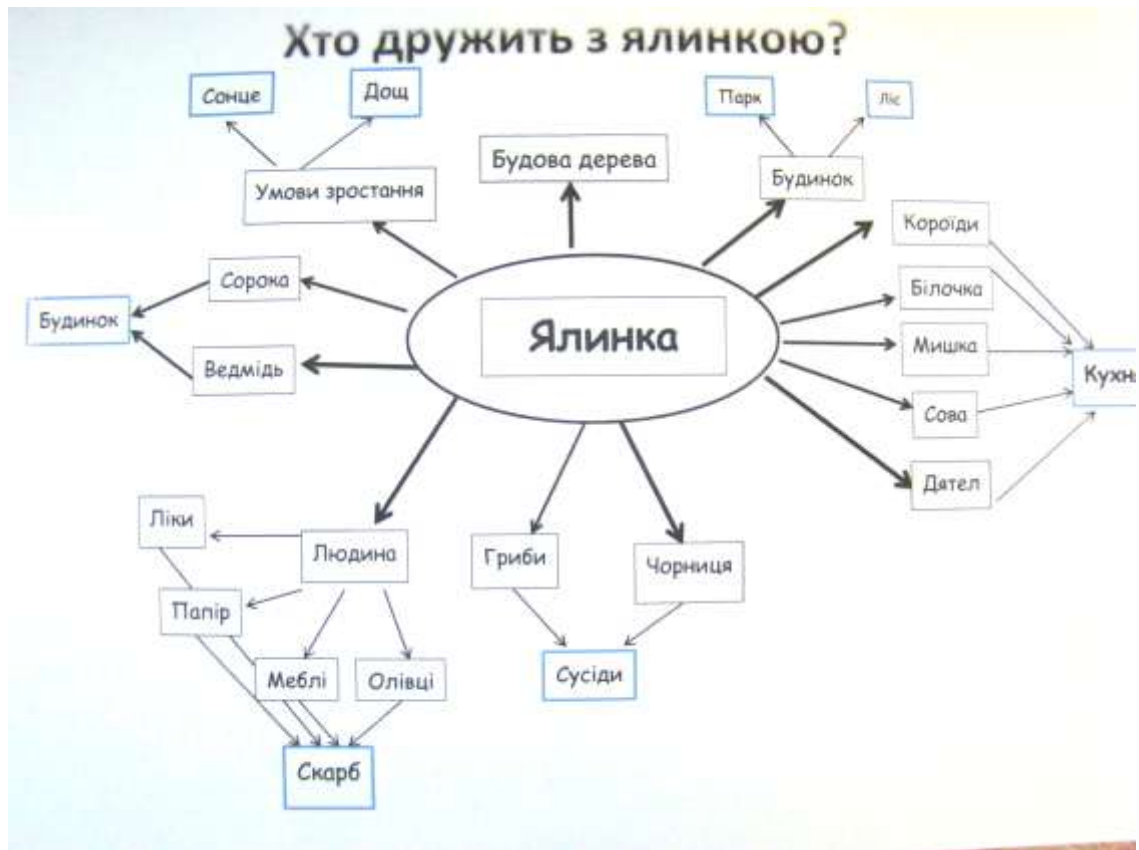 Хто дружить з ялинкою?
Сонце
Дощ
Парк
Ліс
Умови зростання
Будова дерева
Будинок
Короїди
Сорока
Білочка
Будинок
Ялинка
Мишка
Ведмідь
Кухня
Сова
Дятел
Ліки
Людина
Гриби
Чорниця
Папір
Меблі
Олівці
Сусіди
Скарб